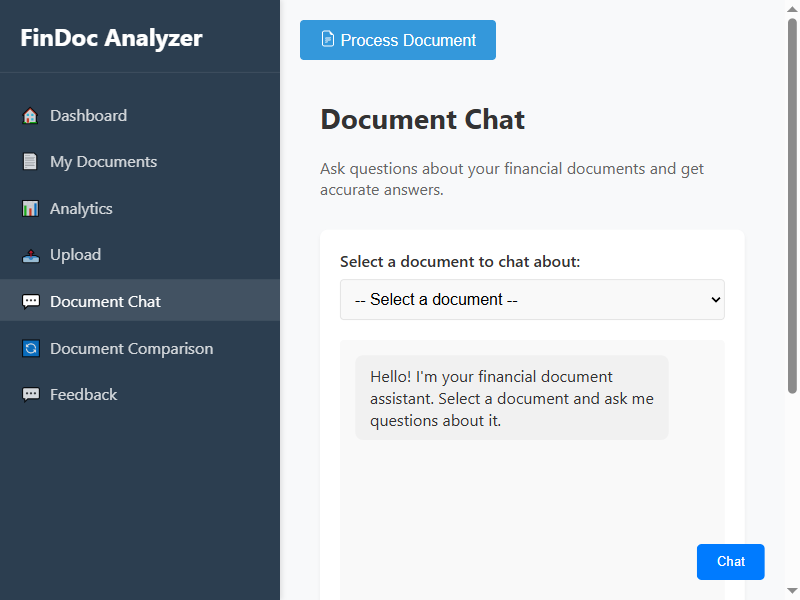 FinDoc Analyzer
Dashboard
My Documents
Analytics
Upload
Document Chat
Document Comparison
Feedback
Process Document
Document Chat
Ask questions about your financial documents and get
accurate answers.
Select a document to chat about:
-- Select a document --
Hello! I'm your financial document
assistant. Select a document and ask me
questions about it.
Chat